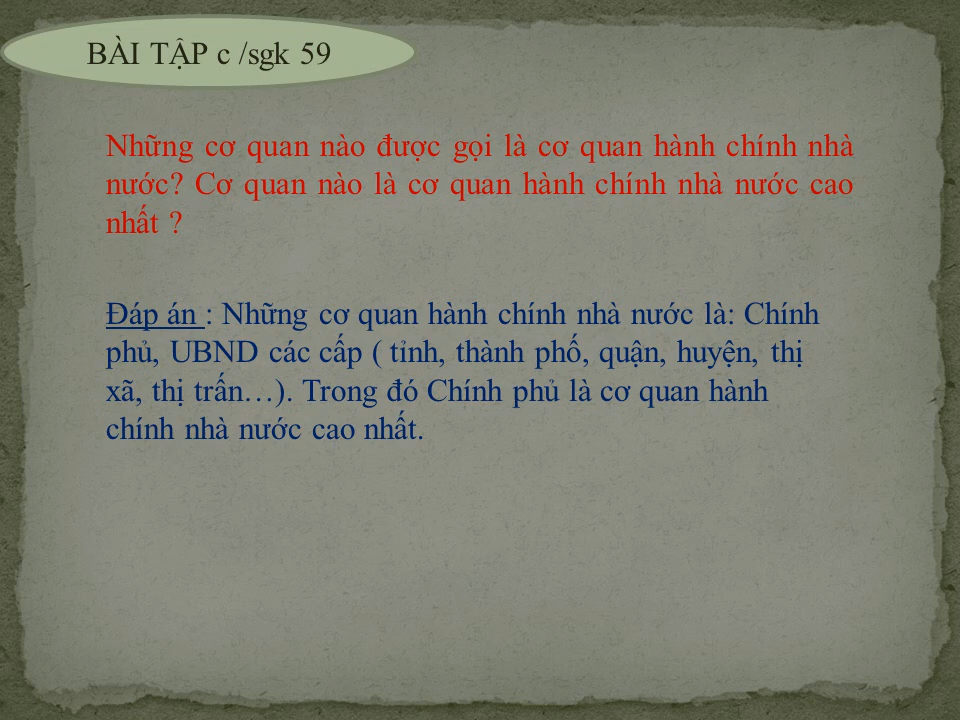 BÀI TẬP c /sgk 59
Những cơ quan nào được gọi là cơ quan hành chính nhà
nước? Cơ quan nào là cơ quan hành chính nhà nước cao
nhất ?
Đáp án : Những cơ quan hành chính nhà nước là: Chính
phủ, UBND các cấp ( tỉnh, thành phố, quận, huyện, thị
xã, thị trấn…). Trong đó Chính phủ là cơ quan hành
chính nhà nước cao nhất.